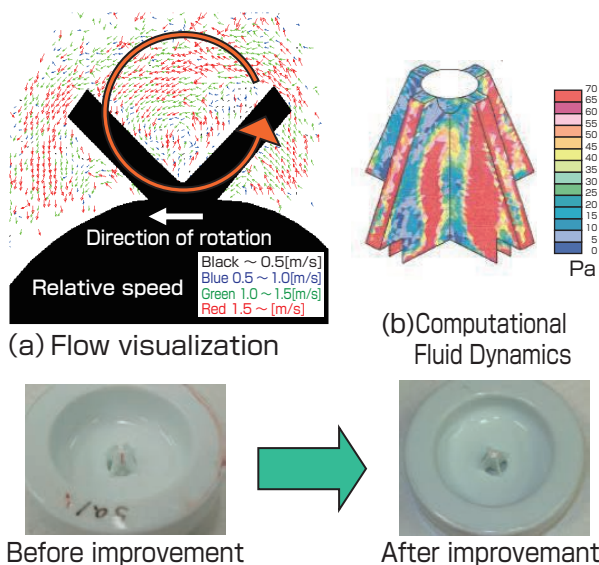 Direction of rotation
Relative speed
Black ~ 0.5[m/s]
Blue 0.5 ~ 1.0[m/s]
Green 1.0 ~ 1.5[m/s]
Red 1.5 ~ [m/s]
(a) Flow visualization
70
65
60
55
50
45
40
35
30
25
20
15
10
5
0
Pa
(b)Computational
Fluid Dynamics
Before improvement
After improvemant